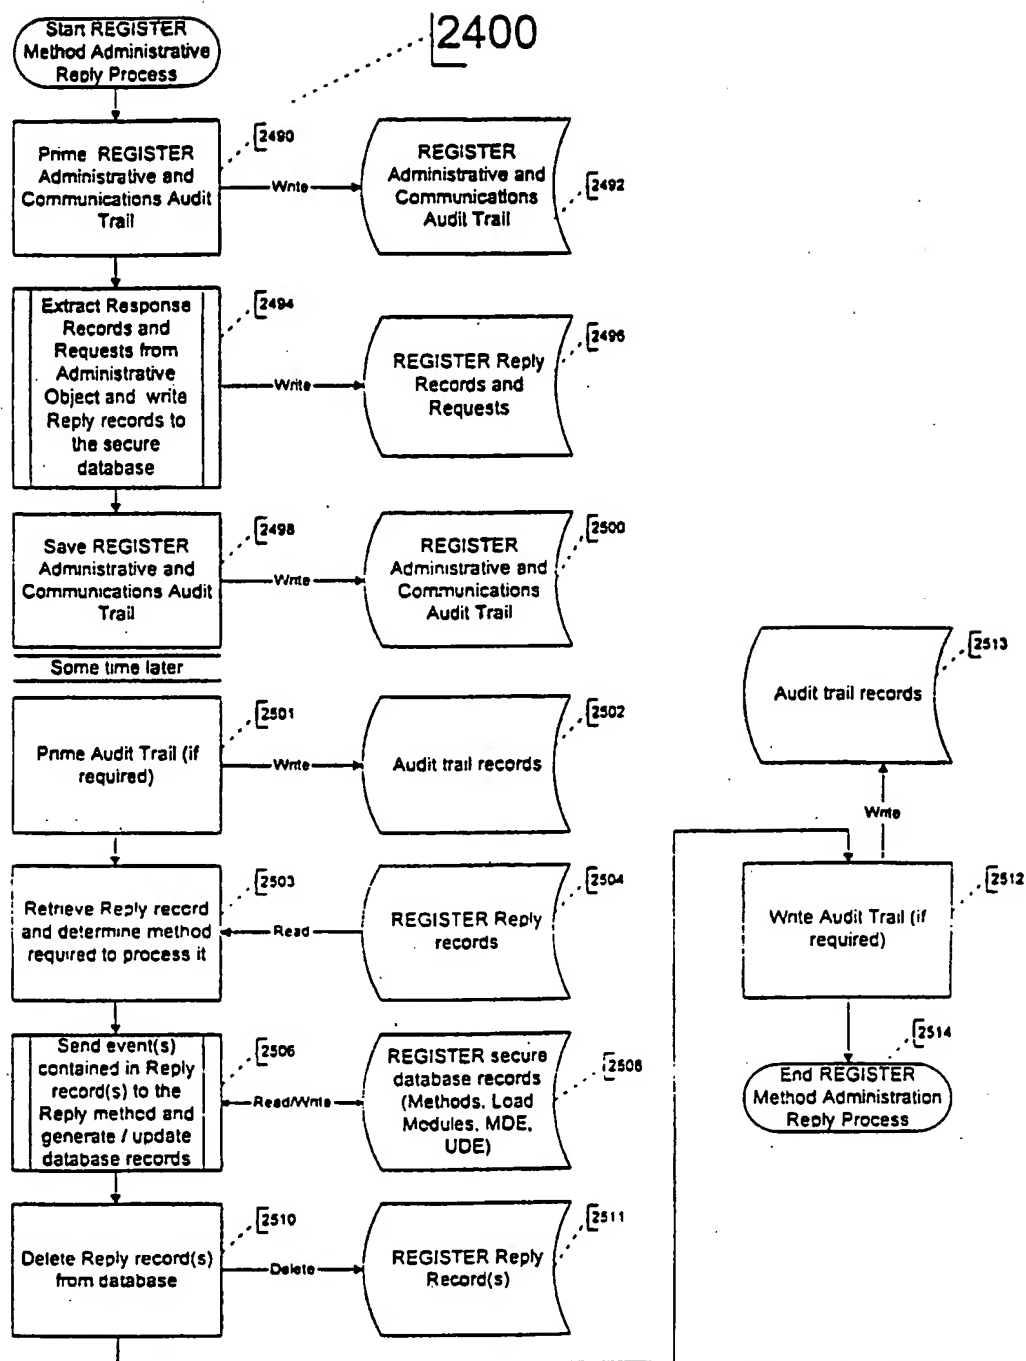 Start REGISTER
Method Administrative
Reply Process
2400
Prime REGISTER
Administrative and
Communications Audit
Trail
2490
Write
REGISTER
Administrative and
Communications
Audit Trail
2492
Extract Response
Records and
Requests from
Administrative
Object and write
Reply records to
the secure
database
2494
Write
REGISTER Reply
Records and
Requests
2496
Save REGISTER
Administrative and
Communications Audit
Trail
2498
Write
REGISTER
Administrative and
Communications
Audit Trail
2500
Some time later
Prime Audit Trail (if
required)
2501
Write
Audit trail records
2502
Retrieve Reply record
and determine method
required to process it
2503
Read
REGISTER Reply
records
2504
Send event(s)
contained in Reply
record(s) to the
Reply method and
generate / update
database records
2506
Read/Write
REGISTER secure
database records
(Methods, Load
Modules, MDE,
UDE)
2508
Delete Reply record(s)
from database
2510
Delete
REGISTER Reply
Record(s)
2511
Audit trail records
2513
Write
Write Audit Trail (if
required)
2512
2514
End REGISTER
Method Administration
Reply Process